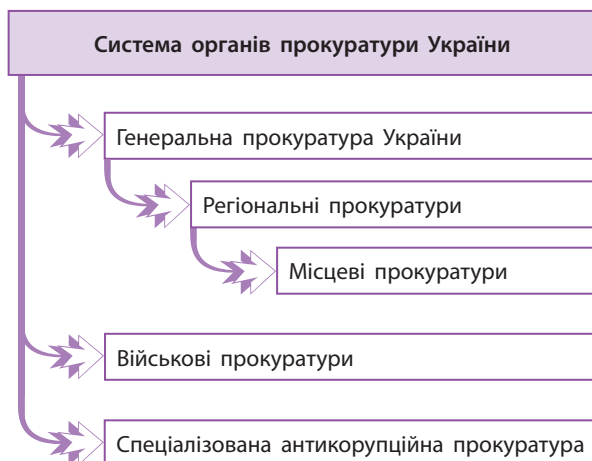 Система органів прокуратури України
Генеральна прокуратура України
Регіональні прокуратури
Місцеві прокуратури
Військові прокуратури
Спеціалізована антикорупційна прокуратура